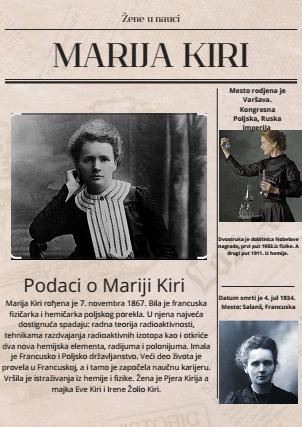 Žene u nauci
MARIJA KIRI
Mesto rodjena je
Varšava.
Kongresna
Poljska, Ruska
imperija
Dvostruka je dobitnica Nobelove
nagrade, prvi put 1903.iz fizike. A
drugi put 1911. iz hemije.
Podaci o Mariji Kiri
Marija Kiri rođena je 7. novembra 1867. Bila je francuska
fizičarka i hemičarka poljskog porekla. U njena najveća
dostignuća spadaju: radna teorija radioaktivnosti,
tehnikama razdvajanja radioaktivnih izotopa kao i otkriće
dva nova hemijska elementa, radijuma i polonijuma. Imala
je Francusko i Poljsko državljanstvo. Veći deo života je
provela u Francuskoj, a i tamo je započela naučnu karijeru.
Vršila je istraživanja iz hemije i fizike. Žena je Pjera Kirija a
majka Eve Kiri i Irene Žolio Kiri.
Datum smrti je 4. jul 1934.
Mesto: Salanš, Francuska